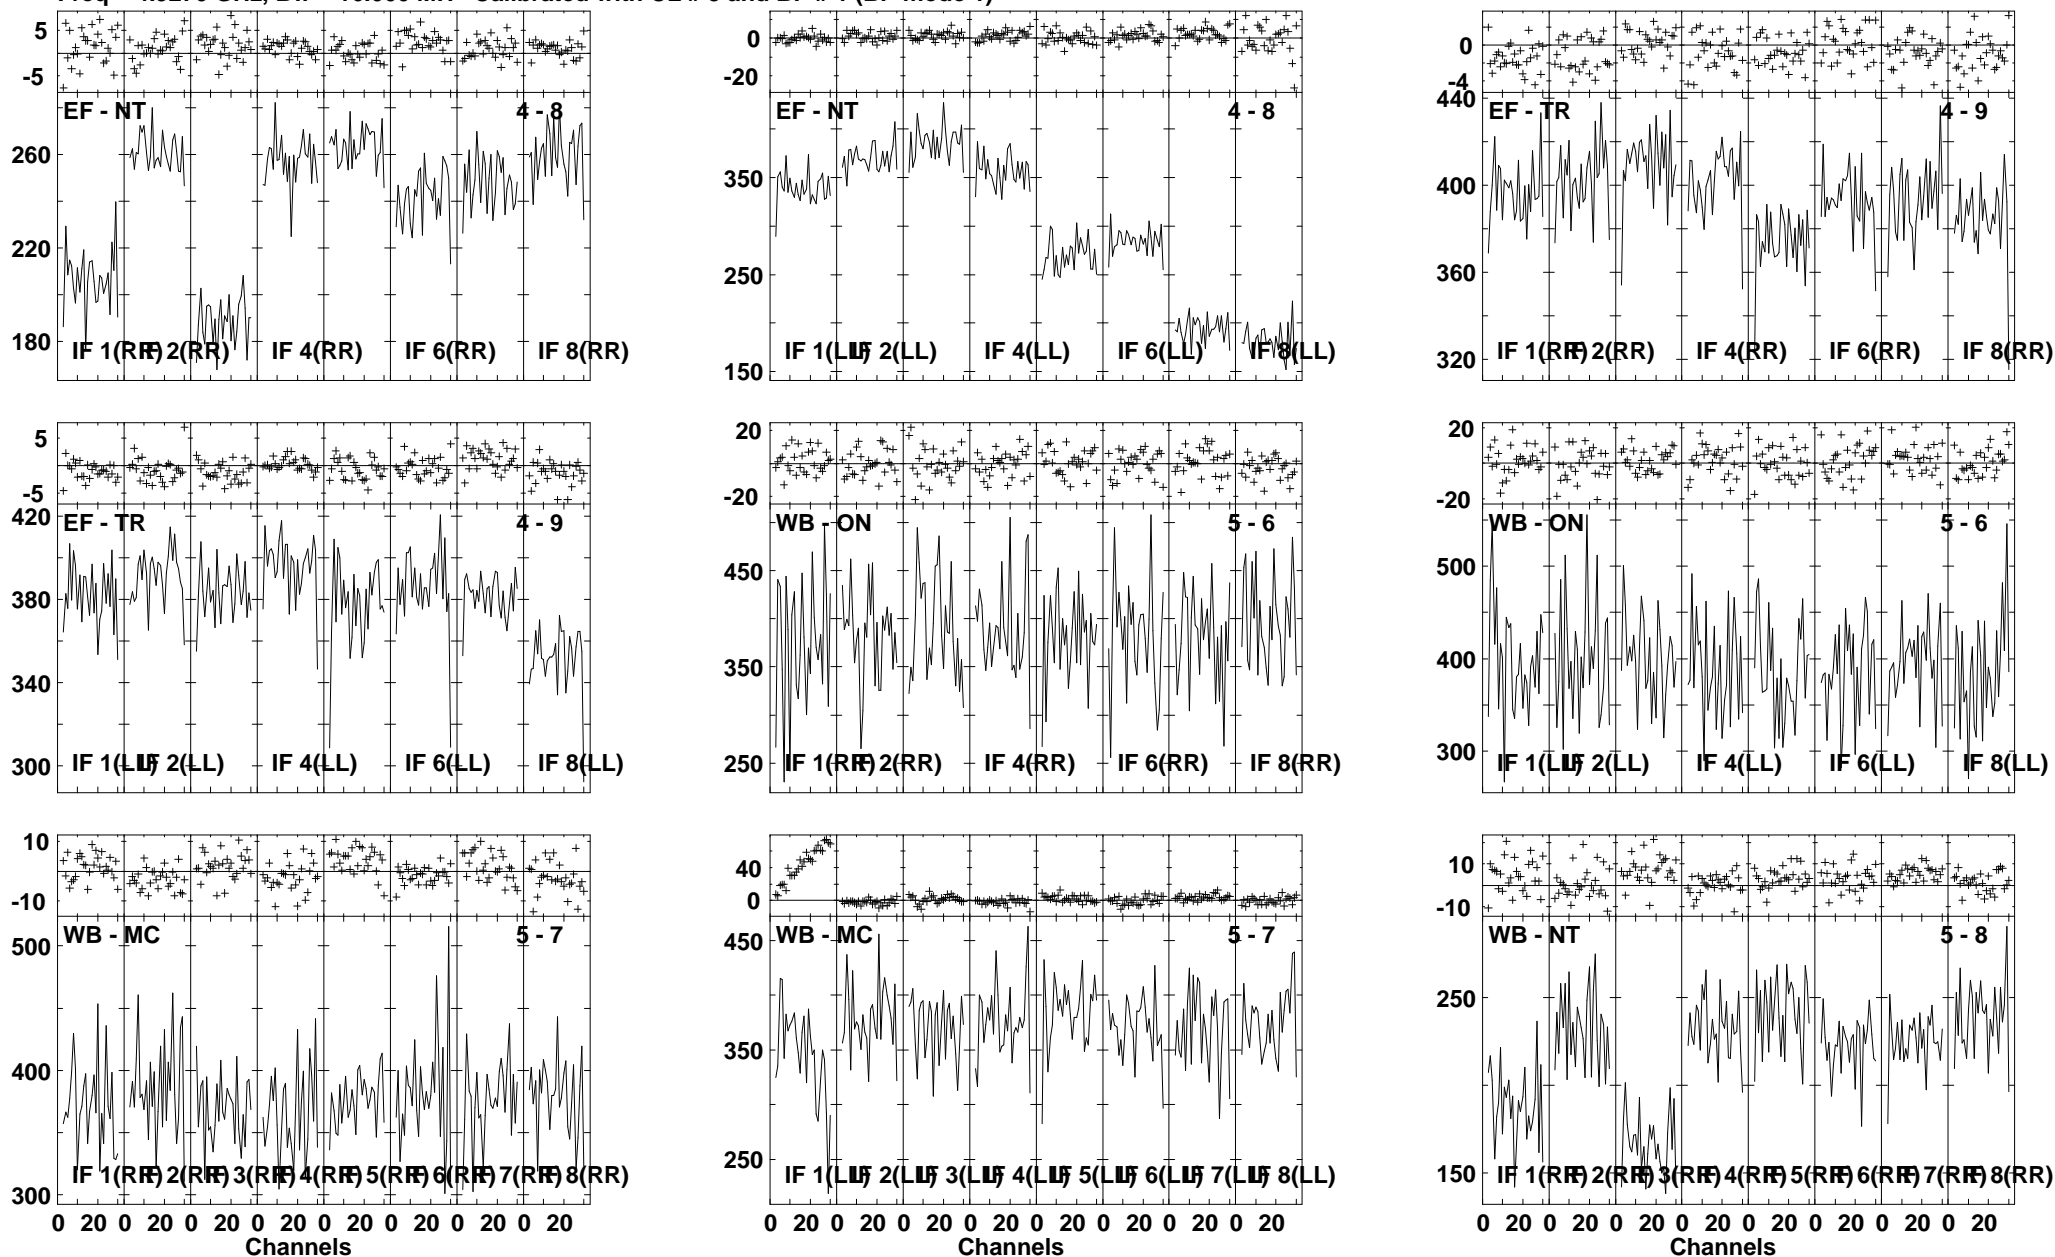 5
0
0
-5
-20
-4
EF - NT 4 - 8
EF - NT 4 - 8
EF - TR 4 - 9
440
260
350
400
220
250
360
180
150
320
IF 1(RR) IF 2(RR) IF 4(RR) IF 6(RR) IF 8(RR)
IF 1(LL) IF 2(LL) IF 4(LL) IF 6(LL) IF 8(LL)
IF 1(RR) IF 2(RR) IF 4(RR) IF 6(RR) IF 8(RR)
5
20
20
0
-5
-20
-20
EF - TR 4 - 9
WB - ON 5 - 6
WB - ON 5 - 6
420
380
450
500
340
350
400
300
250
300
IF 1(LL) IF 2(LL) IF 4(LL) IF 6(LL) IF 8(LL)
IF 1(RR) IF 2(RR) IF 4(RR) IF 6(RR) IF 8(RR)
IF 1(LL) IF 2(LL) IF 4(LL) IF 6(LL) IF 8(LL)
10
40
10
-10
0
-10
WB - MC 5 - 7
WB - MC 5 - 7
WB - NT 5 - 8
500
450
250
400
350
300
250
150
IF 1(RR) IF 2(RR) IF 3(RR) IF 4(RR) IF 5(RR) IF 6(RR) IF 7(RR) IF 8(RR)
IF 1(LL) IF 2(LL) IF 3(LL) IF 4(LL) IF 5(LL) IF 6(LL) IF 7(LL) IF 8(LL)
IF 1(RR) IF 2(RR) IF 3(RR) IF 4(RR) IF 5(RR) IF 6(RR) IF 7(RR) IF 8(RR)
0 20 0 20 0 20 0 20 0 20 0 20 0 20 0 20
0 20 0 20 0 20 0 20 0 20 0 20 0 20 0 20
0 20 0 20 0 20 0 20 0 20 0 20 0 20 0 20
Channels
Channels
Channels